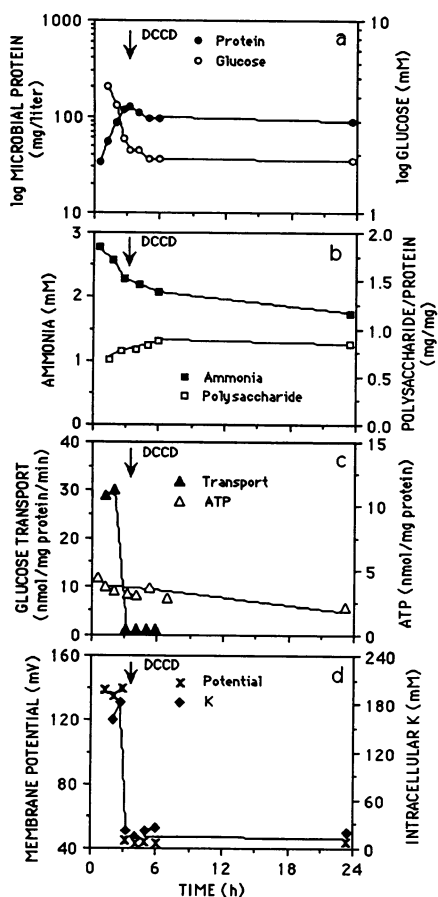 1000
DCCD
a
10
Protein
Glucose
log MICROBIAL PROTEIN
(mg/liter)
100
10
log GLUCOSE (mM)
1
3
DCCD
b
2.0
AMMONIA (mM)
2
1
0
Ammonia
Polysaccharide
1.5
1.0
0.5
0.0
POLYSACCHARIDE/PROTEIN
(mg/mg)
40
DCCD
c
15
Transport
ATP
GLUCOSE TRANSPORT
(nmol/mg protein/min)
30
20
10
0
10
5
0
ATP (nmol/mg protein)
160
DCCD
d
240
Potential
K
MEMBRANE POTENTIAL (mV)
120
80
40
180
120
60
0
INTRACELLULAR K (mM)
0
6
12
18
24
TIME (h)